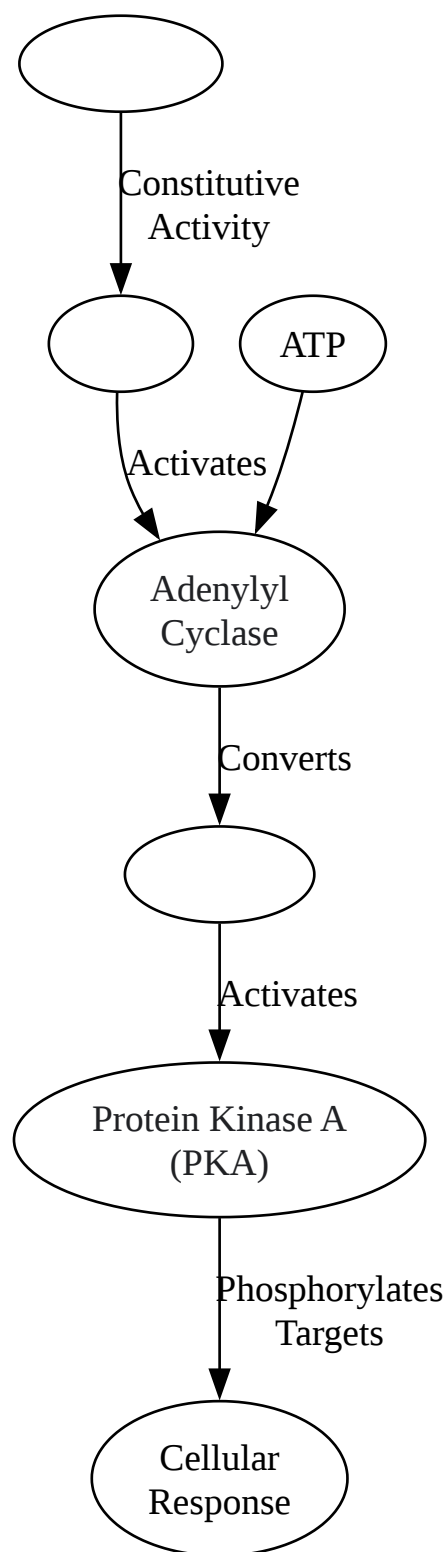 Constitutive
Activity
ATP
Activates
Adenylyl
Cyclase
Converts
Activates
Protein Kinase A
(PKA)
Phosphorylates
Targets
Cellular
Response